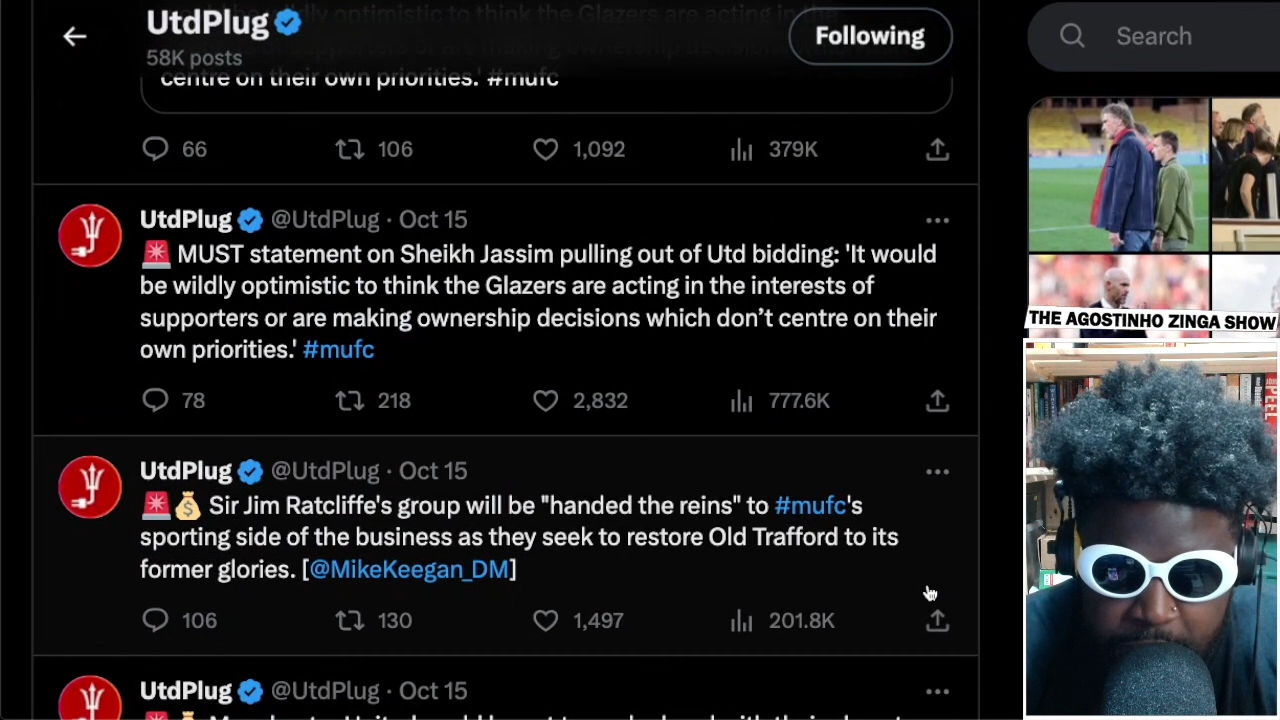 UtdPlug
58K posts
Following
Search
centre on their own priorities.' #mufc
66 106 1,092 379K
UtdPlug @UtdPlug · Oct 15
🚨 MUST statement on Sheikh Jassim pulling out of Utd bidding: 'It would
be wildly optimistic to think the Glazers are acting in the interests of
supporters or are making ownership decisions which don’t centre on their
own priorities.' #mufc
78 218 2,832 777.6K
UtdPlug @UtdPlug · Oct 15
🚨💰 Sir Jim Ratcliffe's group will be "handed the reins" to #mufc's
sporting side of the business as they seek to restore Old Trafford to its
former glories. [@MikeKeegan_DM]
106 130 1,497 201.8K
UtdPlug @UtdPlug · Oct 15
THE AGOSTINHO ZINGA SHOW